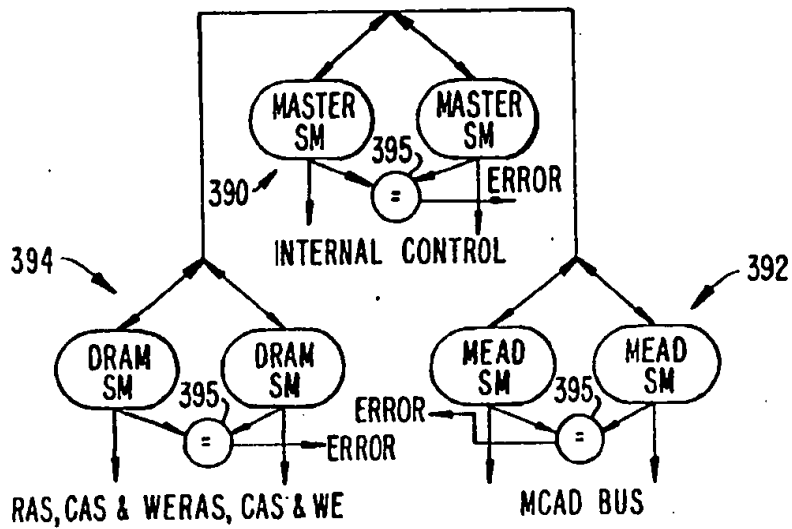 MASTER
SM
MASTER
SM
395
390
=
ERROR
INTERNAL CONTROL
394
392
DRAM
SM
DRAM
SM
MEAD
SM
MEAD
SM
395
395
=
ERROR
ERROR
=
RAS, CAS & WERAS, CAS & WE
MCAD BUS